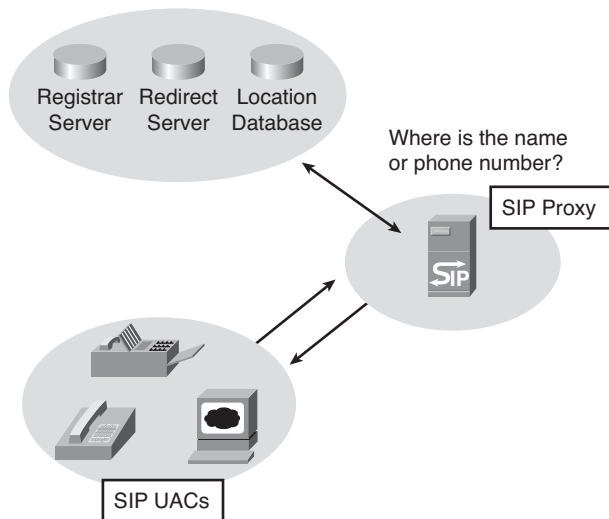 Registrar
Server
Redirect
Server
Location
Database
Where is the name
or phone number?
SIP Proxy
SIP
SIP UACs